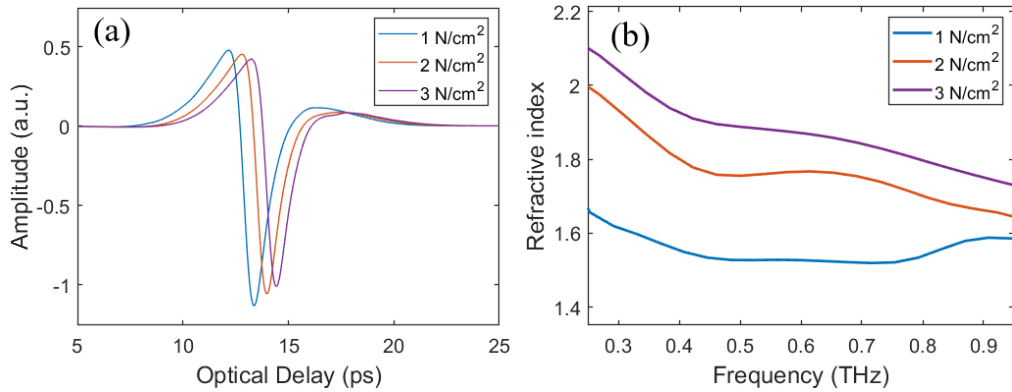 (a)
1 N/cm²
2 N/cm²
3 N/cm²
0.5
0
-0.5
-1
Amplitude (a.u.)
5
10
15
20
25
Optical Delay (ps)
(b)
1 N/cm²
2 N/cm²
3 N/cm²
2.2
2
1.8
1.6
1.4
Refractive index
0.3
0.4
0.5
0.6
0.7
0.8
0.9
Frequency (THz)